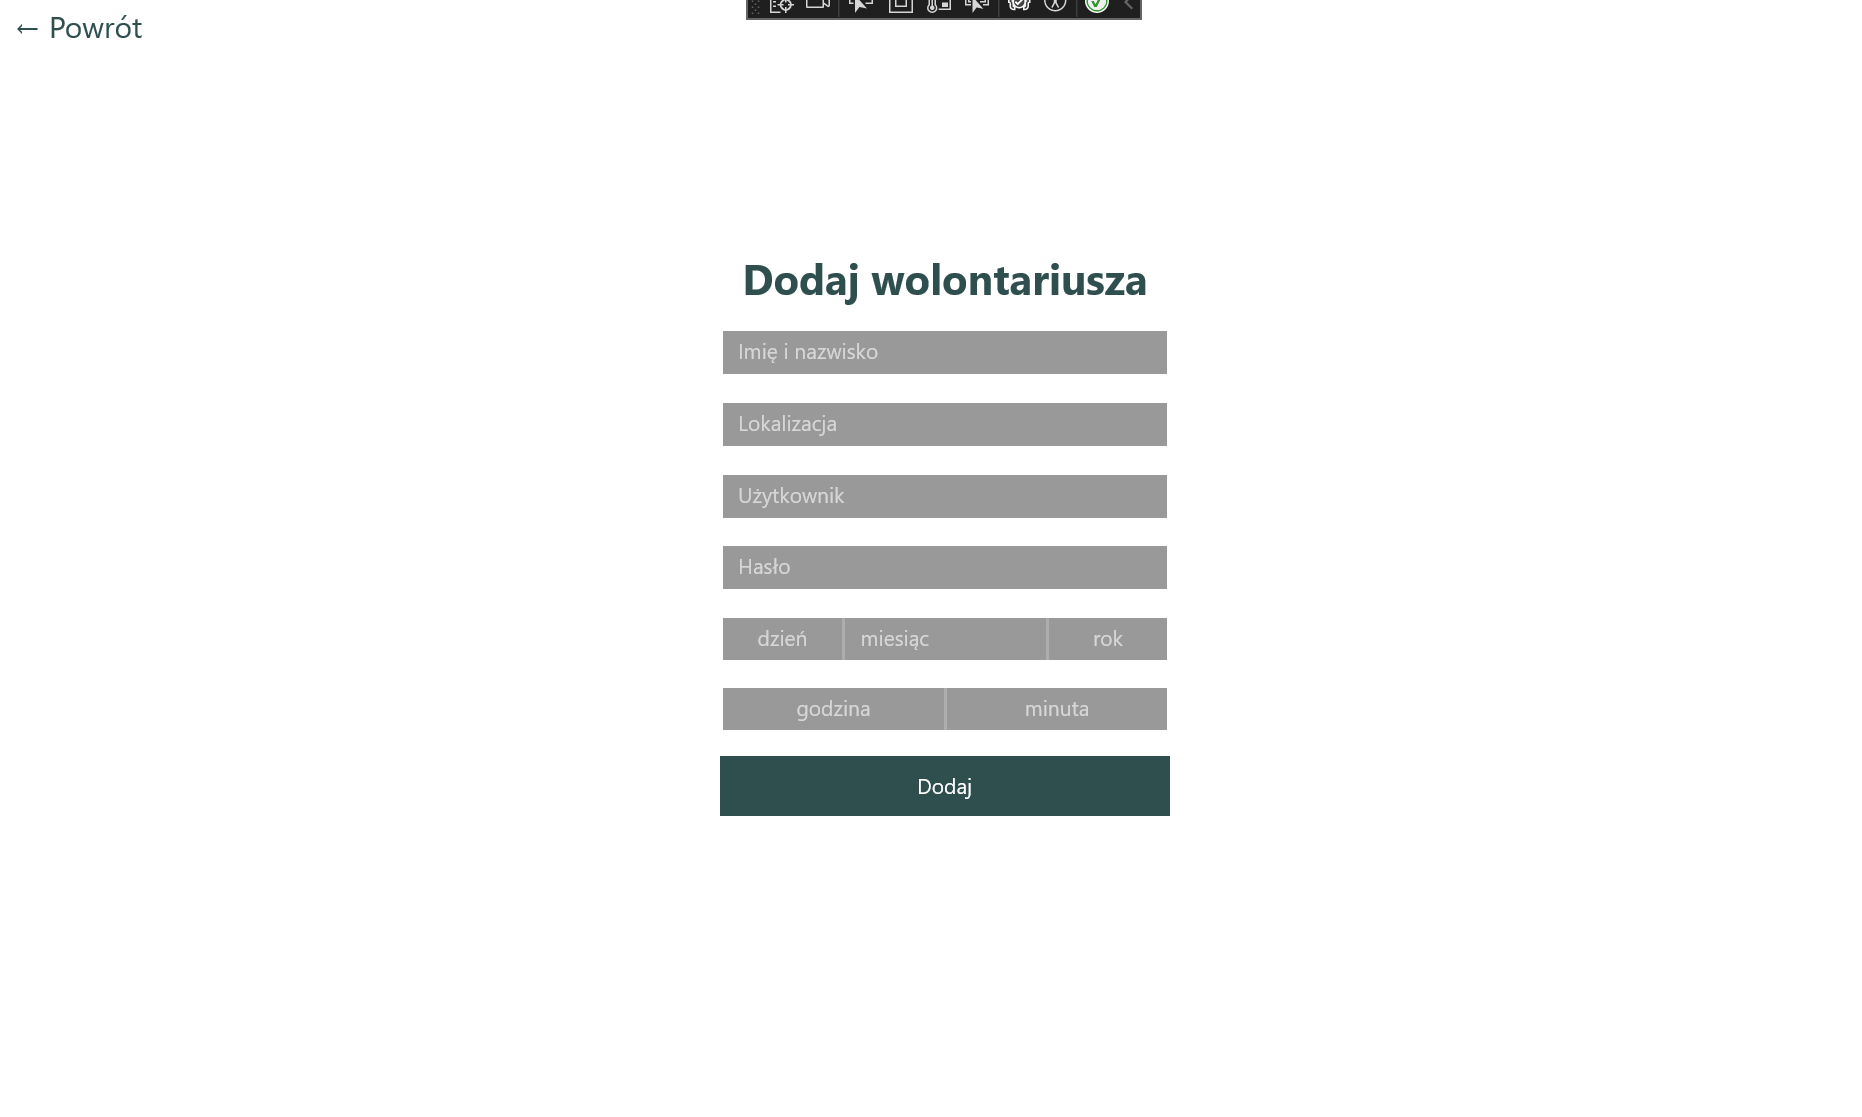 ← Powrót
Dodaj wolontariusza
Imię i nazwisko
Lokalizacja
Użytkownik
Hasło
dzień miesiąc rok
godzina minuta
Dodaj